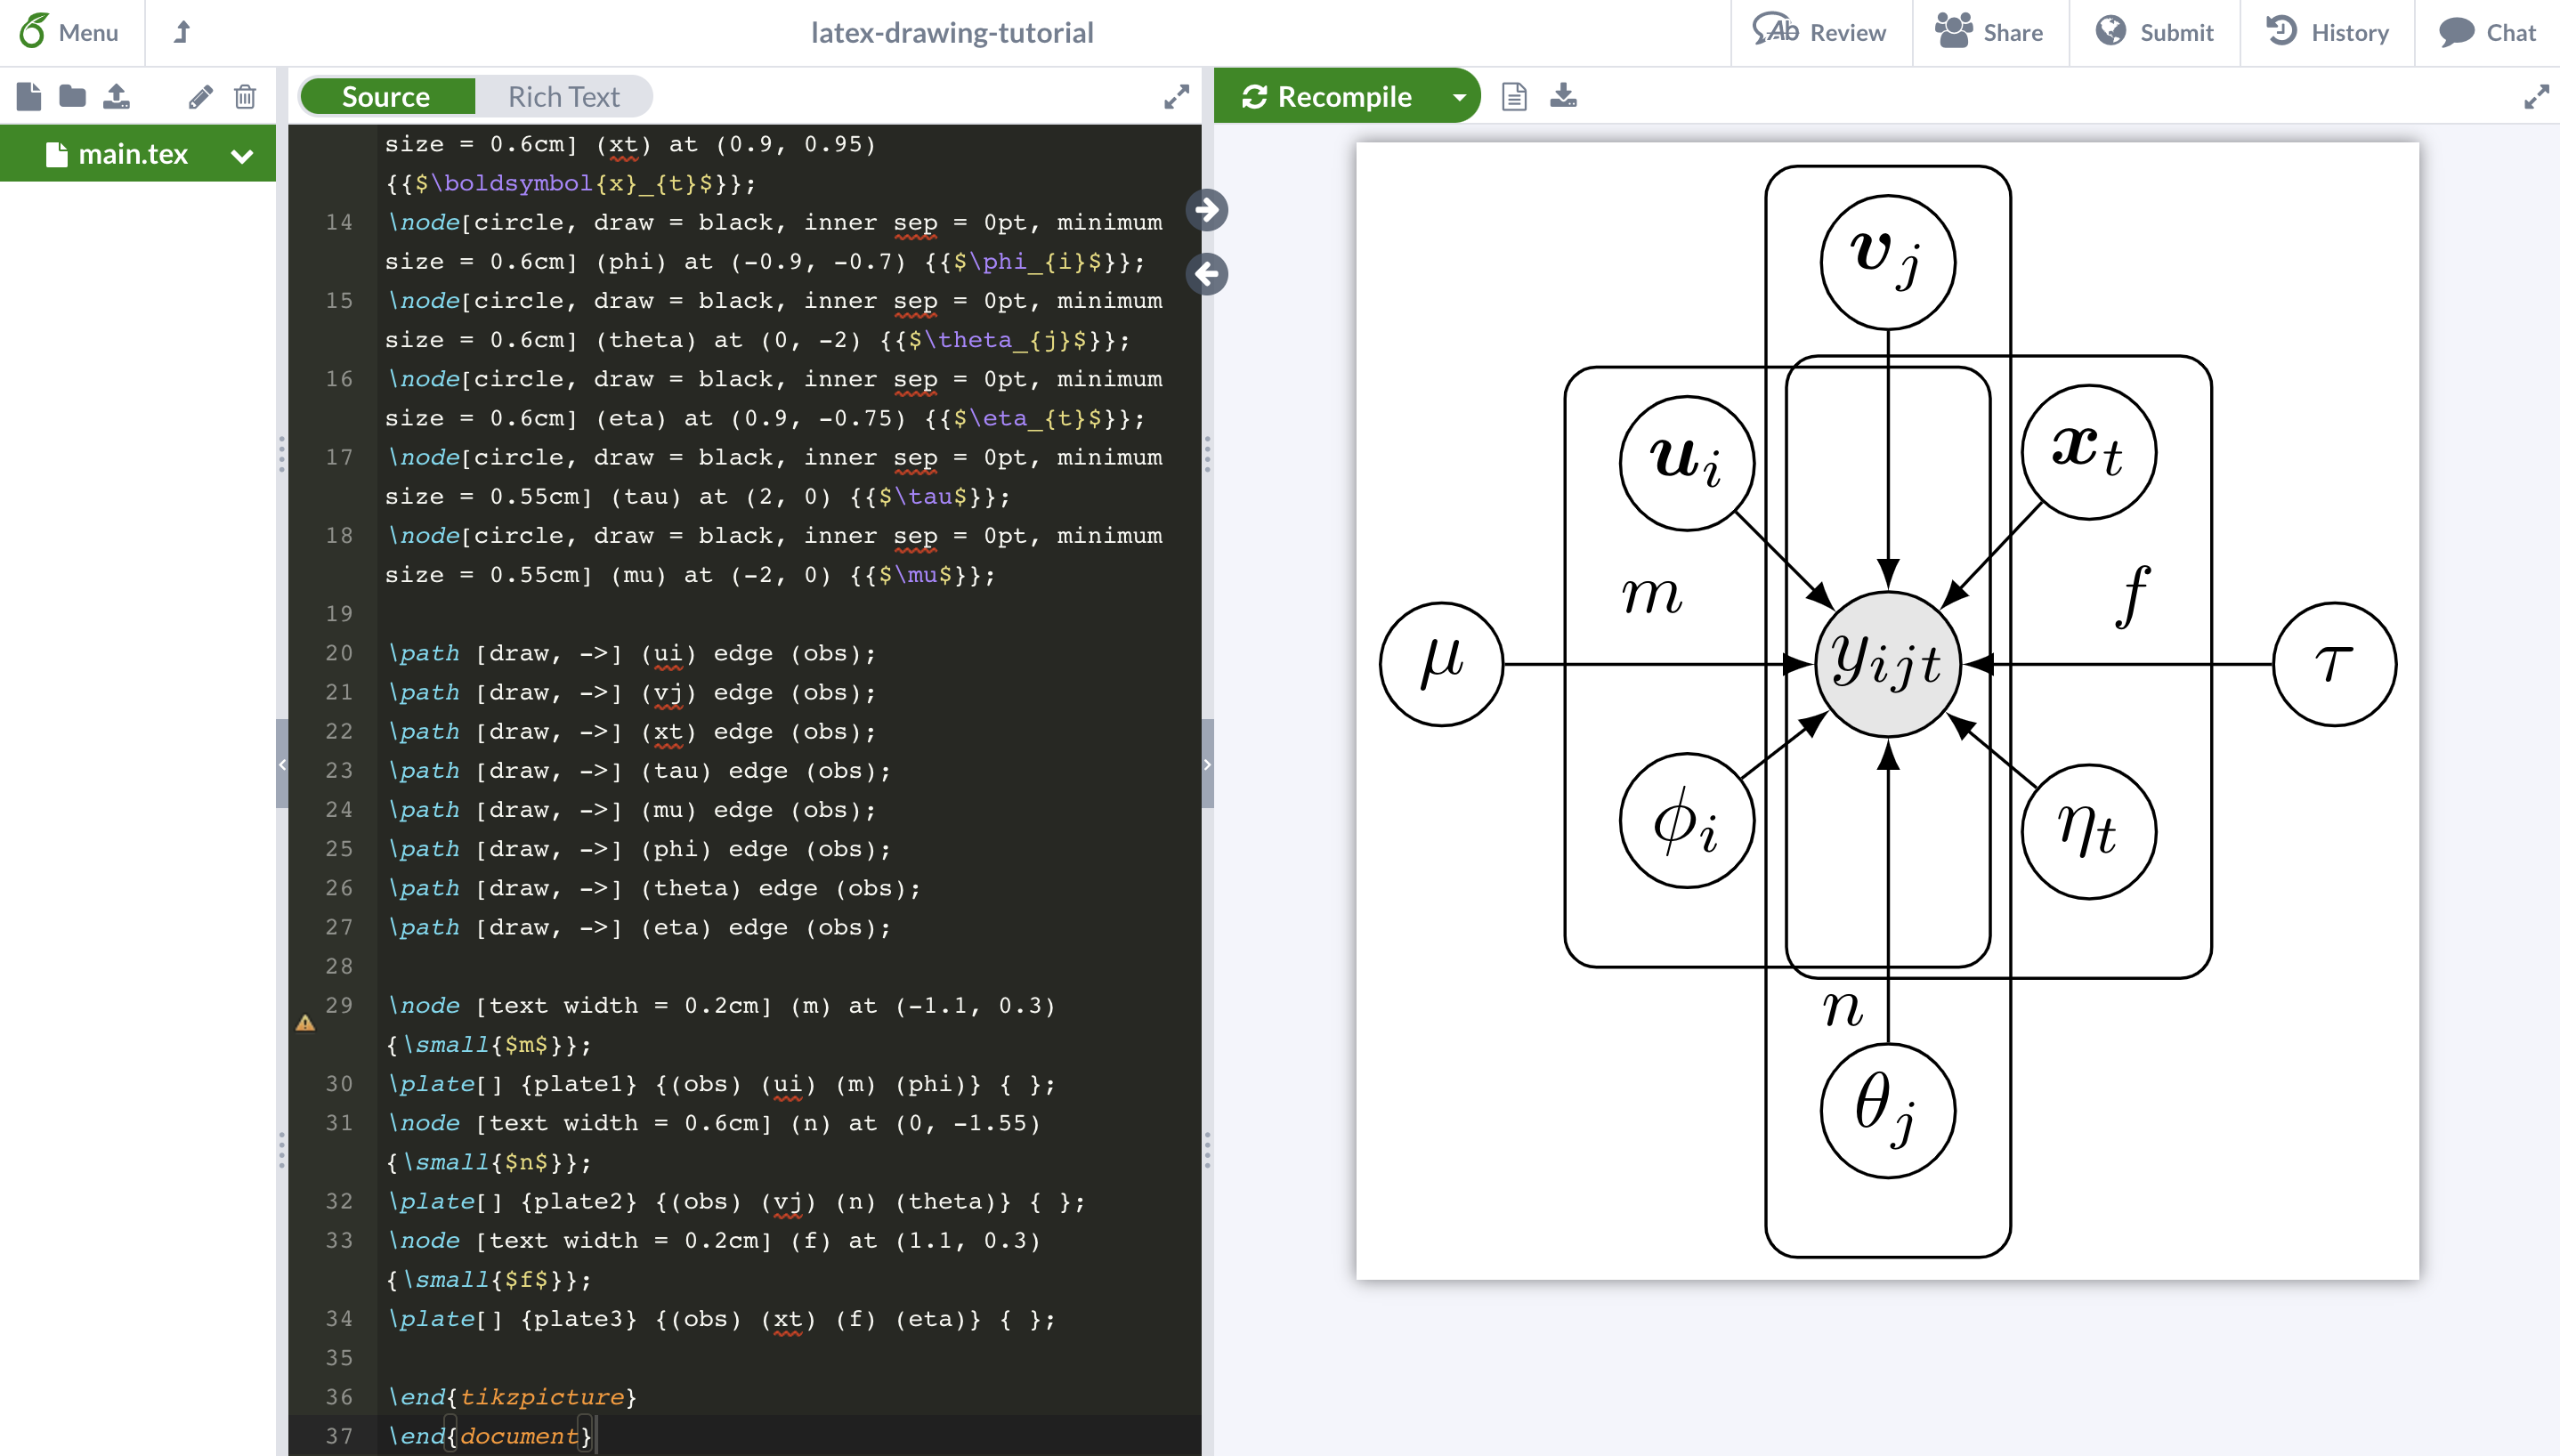 Menu
latex-drawing-tutorial
Review
Share
Submit
History
Chat
Source
Rich Text
Recompile
main.tex
size = 0.6cm] (xt) at (0.9, 0.95)
{{$\boldsymbol{x}_{t}$}};
14 \node[circle, draw = black, inner sep = 0pt, minimum
size = 0.6cm] (phi) at (-0.9, -0.7) {{$\phi_{i}$}};
15 \node[circle, draw = black, inner sep = 0pt, minimum
size = 0.6cm] (theta) at (0, -2) {{$\theta_{j}$}};
16 \node[circle, draw = black, inner sep = 0pt, minimum
size = 0.6cm] (eta) at (0.9, -0.75) {{$\eta_{t}$}};
17 \node[circle, draw = black, inner sep = 0pt, minimum
size = 0.55cm] (tau) at (2, 0) {{$\tau$}};
18 \node[circle, draw = black, inner sep = 0pt, minimum
size = 0.55cm] (mu) at (-2, 0) {{$\mu$}};
19
20 \path [draw, ->] (ui) edge (obs);
21 \path [draw, ->] (vj) edge (obs);
22 \path [draw, ->] (xt) edge (obs);
23 \path [draw, ->] (tau) edge (obs);
24 \path [draw, ->] (mu) edge (obs);
25 \path [draw, ->] (phi) edge (obs);
26 \path [draw, ->] (theta) edge (obs);
27 \path [draw, ->] (eta) edge (obs);
28
29 \node [text width = 0.2cm] (m) at (-1.1, 0.3)
{\small{$m$}};
30 \plate[] {plate1} {(obs) (ui) (m) (phi)} { };
31 \node [text width = 0.6cm] (n) at (0, -1.55)
{\small{$n$}};
32 \plate[] {plate2} {(obs) (vj) (n) (theta)} { };
33 \node [text width = 0.2cm] (f) at (1.1, 0.3)
{\small{$f$}};
34 \plate[] {plate3} {(obs) (xt) (f) (eta)} { };
35
36 \end{tikzpicture}
37 \end{document}
v_j
u_i
x_t
m
f
μ
y_{ijt}
τ
ϕ_i
η_t
n
θ_j